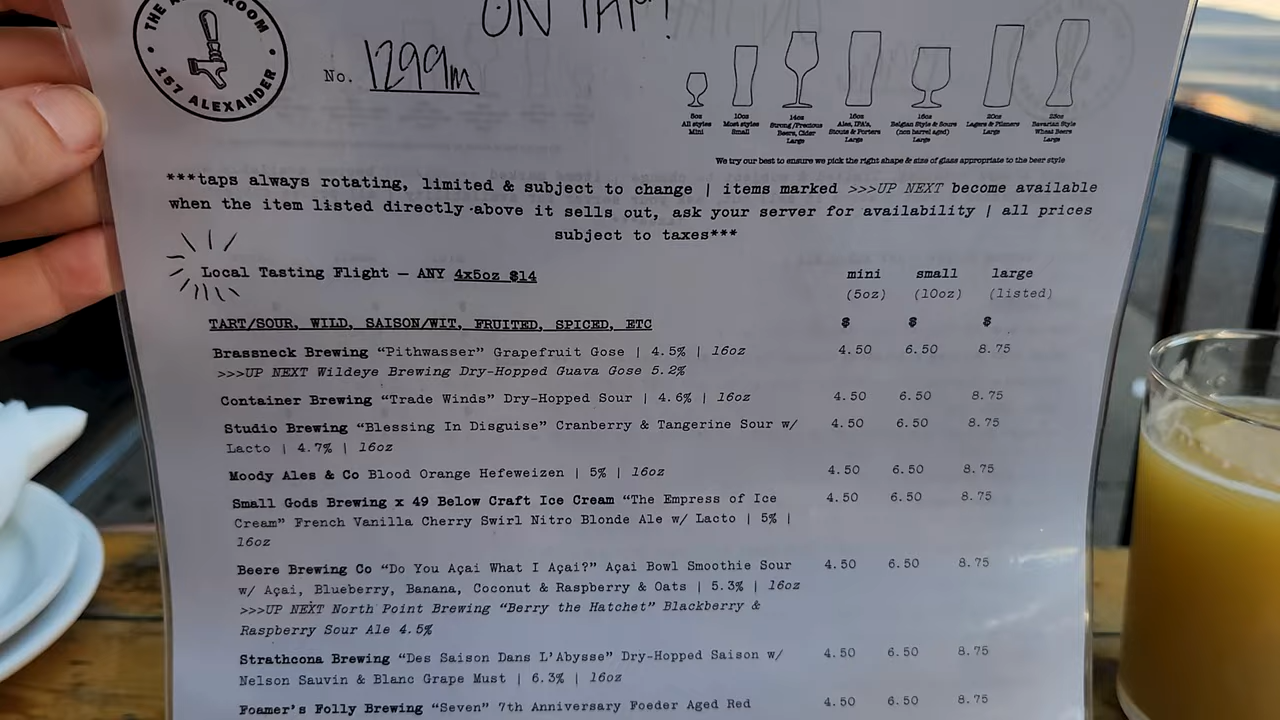 ON TAP!
THE ROOM
157 ALEXANDER
No. 1299m
5oz
All styles
Mini
10oz
Most styles
Small
14oz
Strong/Precious
Beers, Cider
Large
16oz
Ales, IPA's,
Stouts & Porters
Large
16oz
Belgian Style & Sours
(non barrel aged)
Large
20oz
Lagers & Pilsners
Large
23oz
Bavarian Style
Wheat Beers
Large
We try our best to ensure we pick the right shape & size of glass appropriate to the beer style
***taps always rotating, limited & subject to change | items marked >>>UP NEXT become available
when the item listed directly above it sells out, ask your server for availability | all prices
subject to taxes***
Local Tasting Flight — ANY 4x5oz $14 mini small large
(5oz) (10oz) (listed)
TART/SOUR, WILD, SAISON/WIT, FRUITED, SPICED, ETC $ $ $
Brassneck Brewing “Pithwasser” Grapefruit Gose | 4.5% | 16oz 4.50 6.50 8.75
>>>UP NEXT Wildeye Brewing Dry-Hopped Guava Gose 5.2%
Container Brewing “Trade Winds” Dry-Hopped Sour | 4.6% | 16oz 4.50 6.50 8.75
Studio Brewing “Blessing In Disguise” Cranberry & Tangerine Sour w/ 4.50 6.50 8.75
Lacto | 4.7% | 16oz
Moody Ales & Co Blood Orange Hefeweizen | 5% | 16oz 4.50 6.50 8.75
Small Gods Brewing x 49 Below Craft Ice Cream “The Empress of Ice 4.50 6.50 8.75
Cream” French Vanilla Cherry Swirl Nitro Blonde Ale w/ Lacto | 5% |
16oz
Beere Brewing Co “Do You Açai What I Açai?” Açai Bowl Smoothie Sour 4.50 6.50 8.75
w/ Açai, Blueberry, Banana, Coconut & Raspberry & Oats | 5.3% | 16oz
>>>UP NEXT North Point Brewing “Berry the Hatchet” Blackberry &
Raspberry Sour Ale 4.5%
Strathcona Brewing “Des Saison Dans L'Abysse” Dry-Hopped Saison w/ 4.50 6.50 8.75
Nelson Sauvin & Blanc Grape Must | 6.3% | 16oz
Foamer's Folly Brewing “Seven” 7th Anniversary Foeder Aged Red 4.50 6.50 8.75